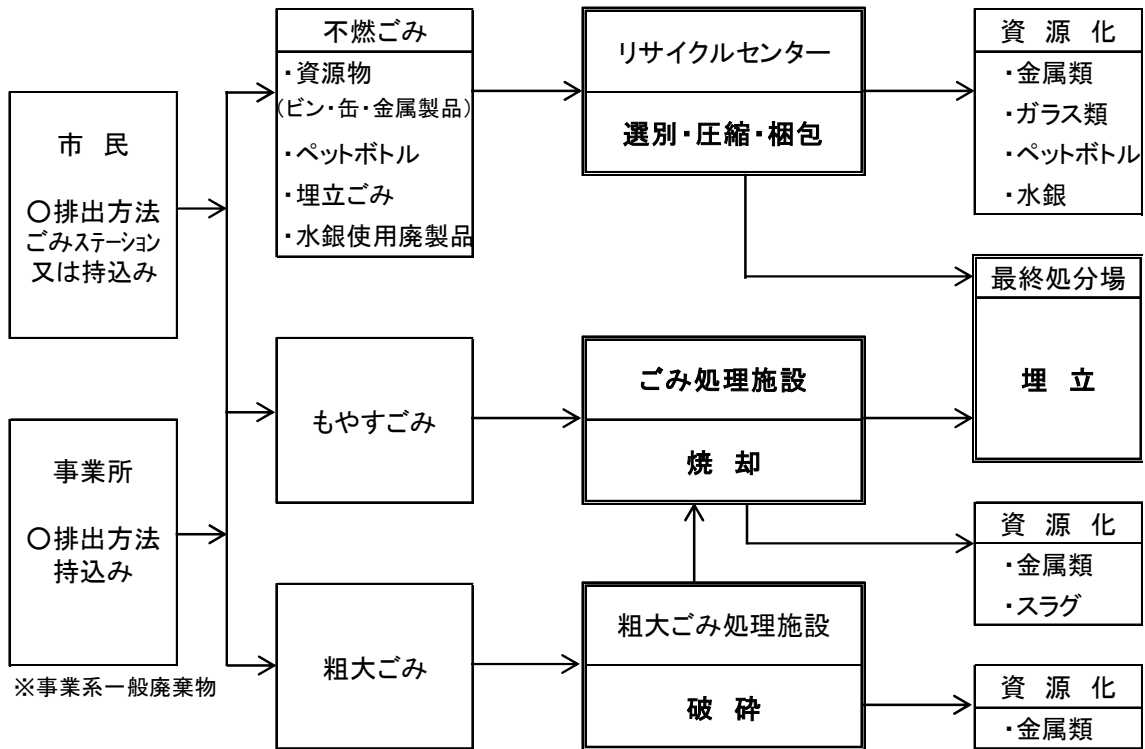 市 民
〇排出方法
ごみステーション
又は持込み
事業所
〇排出方法
持込み
※事業系一般廃棄物
不燃ごみ
・資源物
(ビン・缶・金属製品)
・ペットボトル
・埋立ごみ
・水銀使用廃製品
もやすごみ
粗大ごみ
リサイクルセンター
選別・圧縮・梱包
ごみ処理施設
焼 却
粗大ごみ処理施設
破 砕
資 源 化
・金属類
・ガラス類
・ペットボトル
・水銀
最終処分場
埋 立
資 源 化
・金属類
・スラグ
資 源 化
・金属類